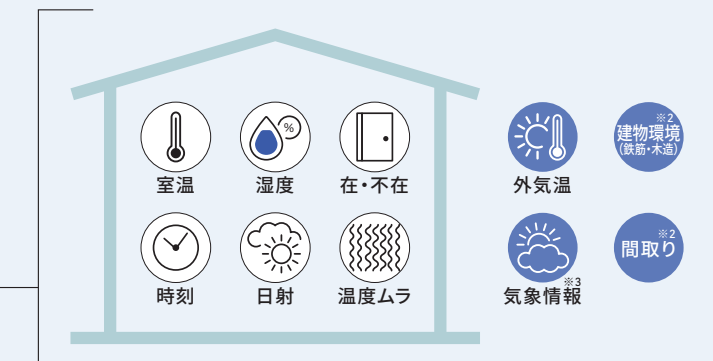 %
室温
湿度
在・不在
外気温
※2
建物環境
（鉄筋・木造）
時刻
日射
温度ムラ
気象情報
※3
※2
間取り